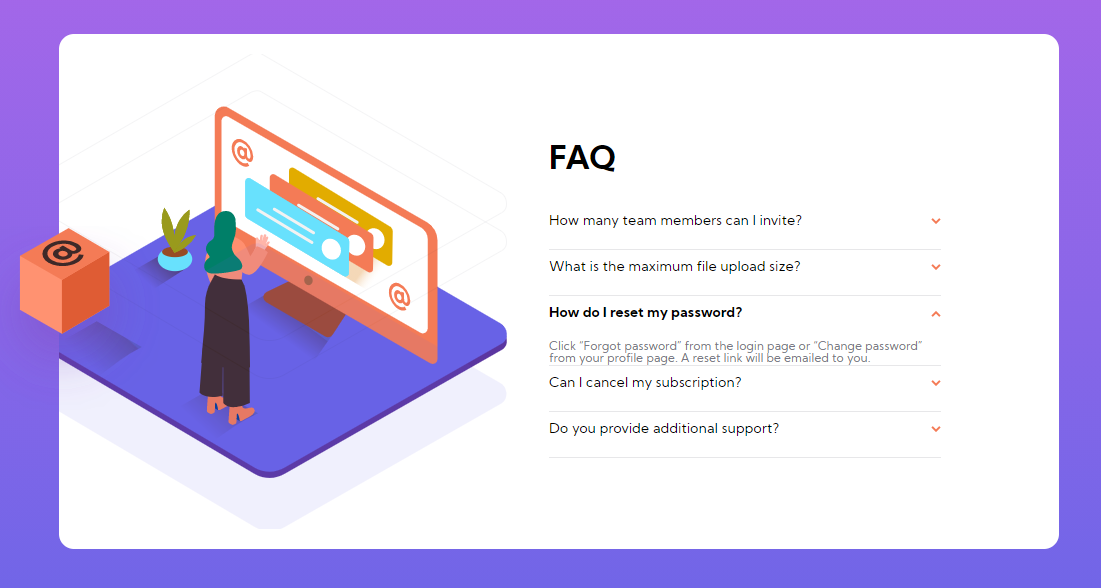 @
@
@
FAQ
How many team members can I invite?
What is the maximum file upload size?
How do I reset my password?
Click “Forgot password” from the login page or “Change password”
from your profile page. A reset link will be emailed to you.
Can I cancel my subscription?
Do you provide additional support?